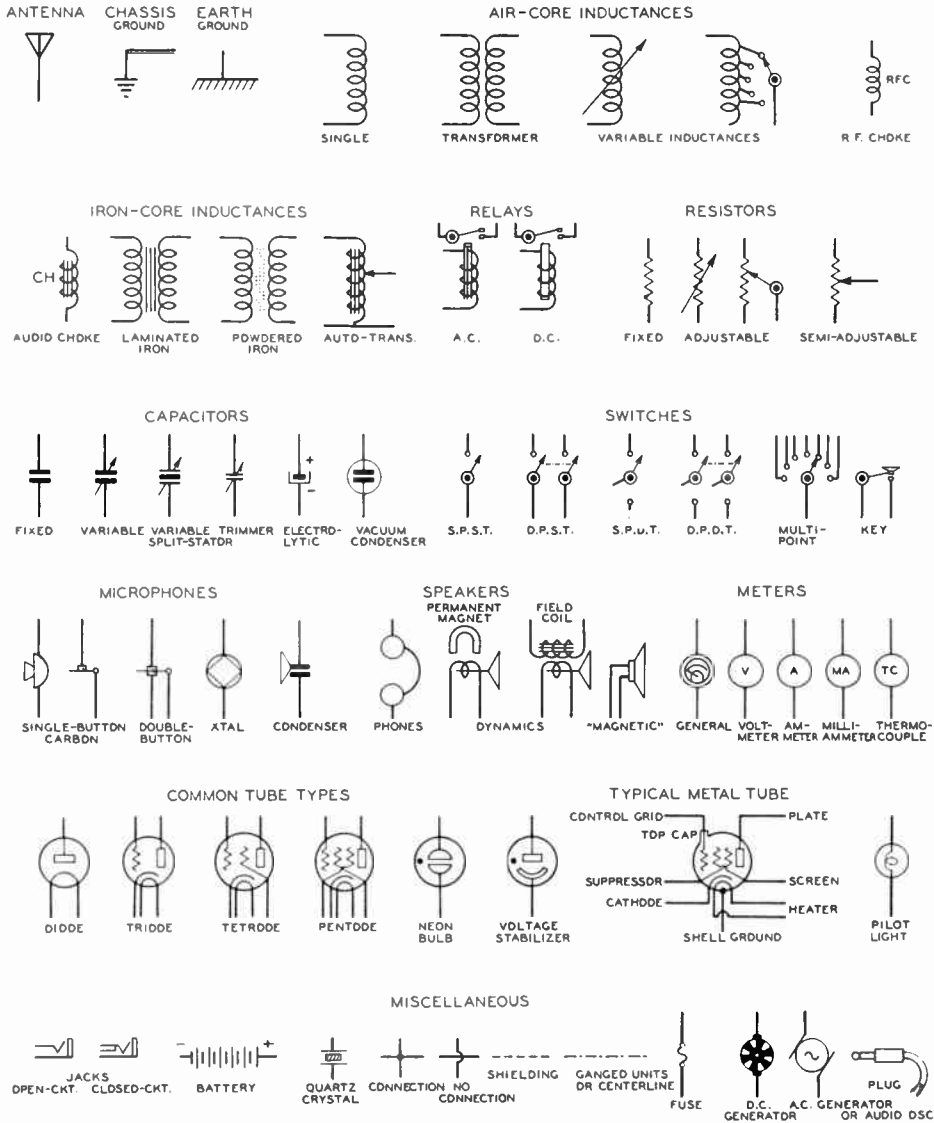 ANTENNA
CHASSIS
GROUND
EARTH
GROUND
AIR-CORE INDUCTANCES
RFC
SINGLE
TRANSFORMER
VARIABLE INDUCTANCES
R.F. CHOKE
IRON-CORE INDUCTANCES
RELAYS
RESISTORS
CH
AUDIO CHOKE
LAMINATED
IRON
POWDERED
IRON
AUTO-TRANS.
A.C.
D.C.
FIXED
ADJUSTABLE
SEMI-ADJUSTABLE
CAPACITORS
SWITCHES
+
-
FIXED
VARIABLE
VARIABLE
SPLIT-STATOR
TRIMMER
ELECTRO-
LYTIC
VACUUM
CONDENSER
S.P.S.T.
D.P.S.T.
S.P.D.T.
D.P.D.T.
MULTI-
POINT
KEY
MICROPHONES
SPEAKERS
METERS
PERMANENT
MAGNET
FIELD
COIL
V
A
MA
TC
SINGLE-BUTTON
CARBON
DOUBLE-
BUTTON
XTAL
CONDENSER
PHONES
DYNAMICS
"MAGNETIC"
GENERAL
VOLT-
METER
AM-
METER
MILLI-
AMMETER
THERMO-
COUPLE
COMMON TUBE TYPES
TYPICAL METAL TUBE
CONTROL GRID
PLATE
TOP CAP
SUPPRESSOR
SCREEN
CATHODE
HEATER
SHELL GROUND
DIODE
TRIODE
TETRODE
PENTODE
NEON
BULB
VOLTAGE
STABILIZER
PILOT
LIGHT
MISCELLANEOUS
-
+
JACKS
OPEN-CKT.
CLOSED-CKT.
BATTERY
QUARTZ
CRYSTAL
CONNECTION
NO
CONNECTION
SHIELDING
GANGED UNITS
OR CENTERLINE
FUSE
D.C.
GENERATOR
A.C. GENERATOR
OR AUDIO OSC
PLUG